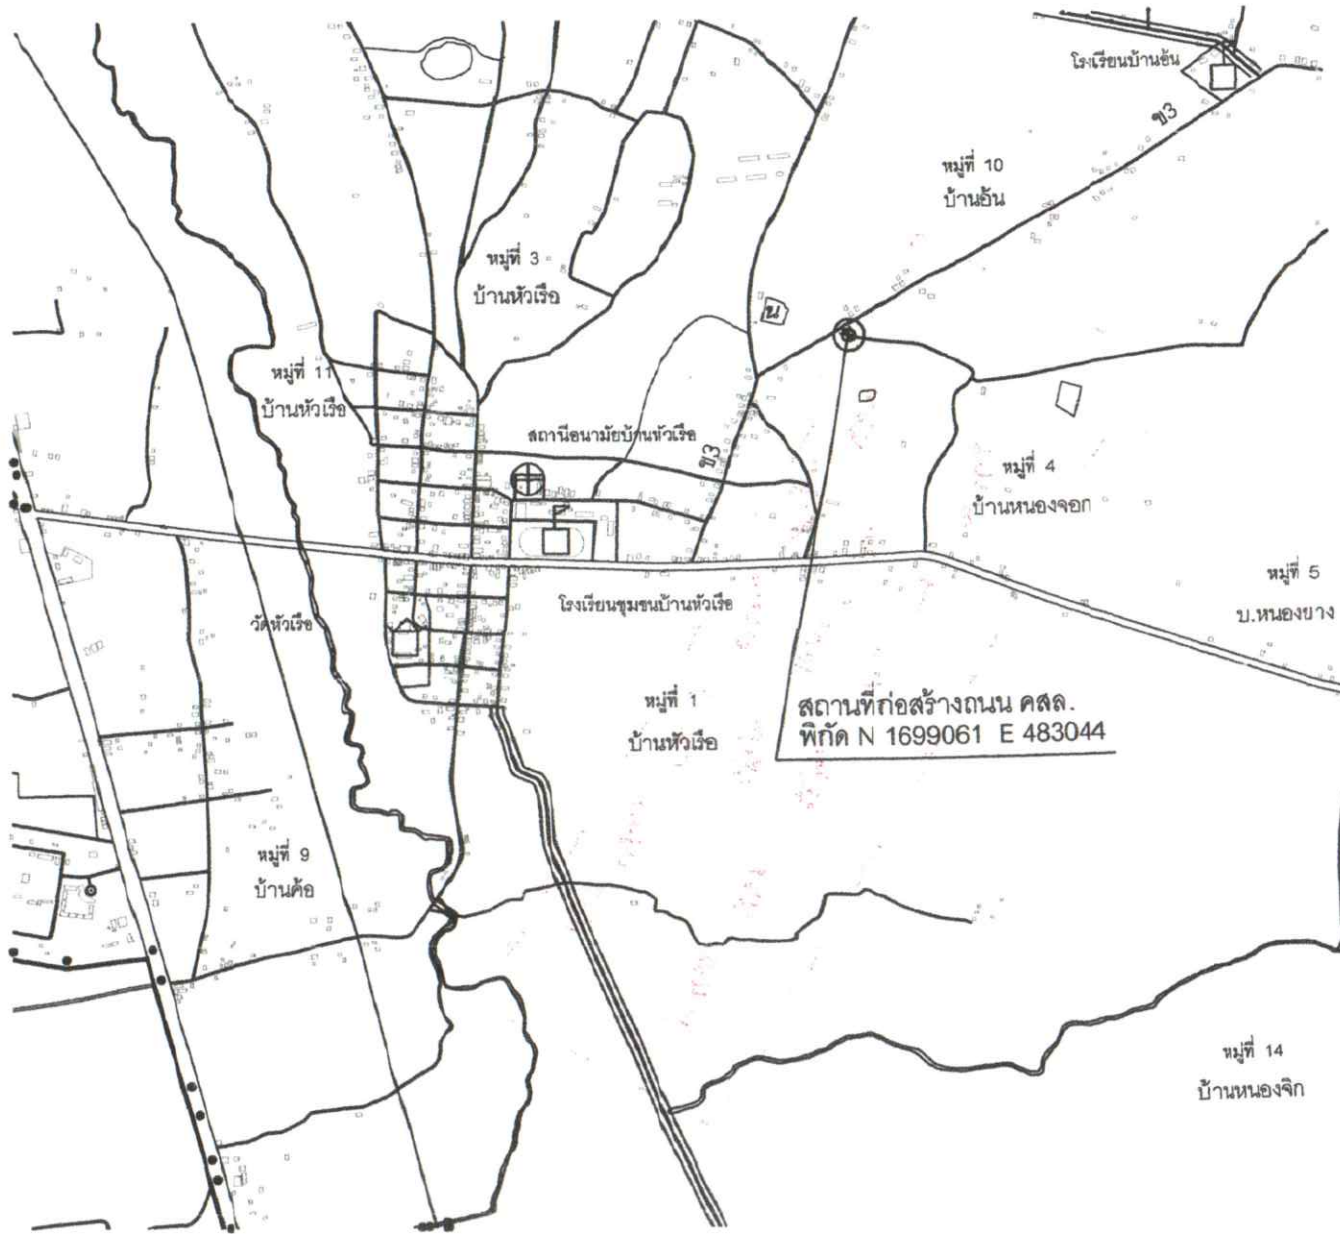 โรงเรียนบ้านอ้น
ข3
หมู่ที่ 10
บ้านอ้น
หมู่ที่ 3
บ้านหัวเรือ
น
หมู่ที่ 11
บ้านหัวเรือ
สถานีอนามัยบ้านหัวเรือ
ข3
หมู่ที่ 4
บ้านหนองจอก
หมู่ที่ 5
บ.หนองยาง
โรงเรียนชุมชนบ้านหัวเรือ
วัดหัวเรือ
หมู่ที่ 1
บ้านหัวเรือ
สถานที่ก่อสร้างถนน คสล.
พิกัด N 1699061 E 483044
หมู่ที่ 9
บ้านค้อ
หมู่ที่ 14
บ้านหนองจิก